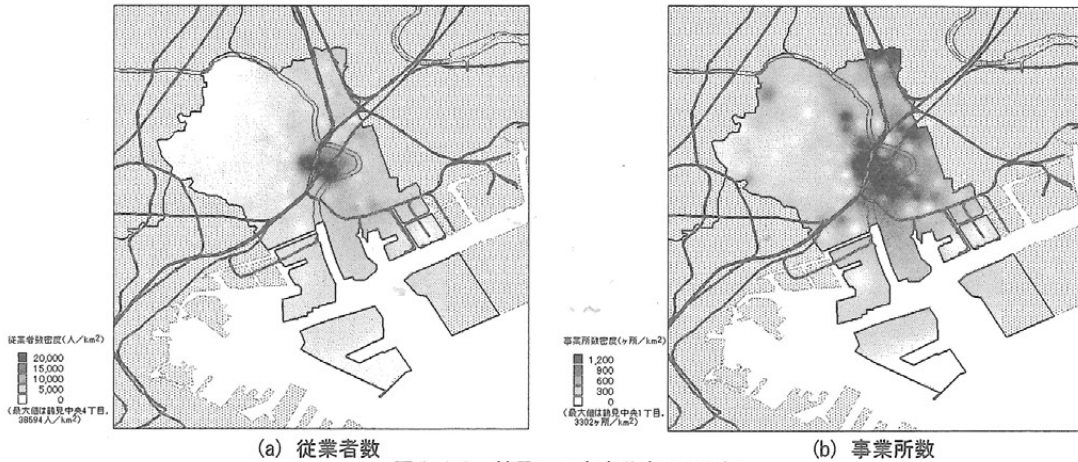 従業者数密度(人/km²)
20,000
15,000
10,000
5,000
0
(最大値は鶴見中央4丁目,
38594人/km²)
(a) 従業者数
事業所数密度(ヶ所/km²)
1,200
900
600
300
0
(最大値は鶴見中央1丁目,
3302ヶ所/km²)
(b) 事業所数